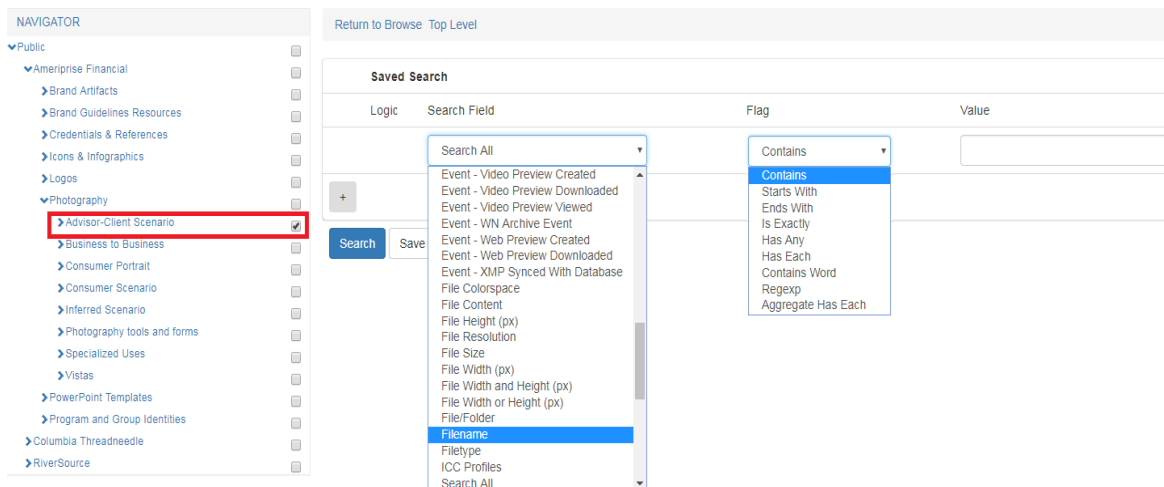 NAVIGATOR
Public
Ameriprise Financial
Brand Artifacts
Brand Guidelines Resources
Credentials & References
Icons & Infographics
Logos
Photography
Advisor-Client Scenario
Business to Business
Consumer Portrait
Consumer Scenario
Inferred Scenario
Photography tools and forms
Specialized Uses
Vistas
PowerPoint Templates
Program and Group Identities
Columbia Threadneedle
RiverSource
Return to Browse Top Level
Saved Search
Logic Search Field Flag Value
Search All
Event - Video Preview Created
Event - Video Preview Downloaded
Event - Video Preview Viewed
Event - WN Archive Event
Event - Web Preview Created
Event - Web Preview Downloaded
Event - XMP Synced With Database
File Colorspace
File Content
File Height (px)
File Resolution
File Size
File Width (px)
File Width and Height (px)
File Width or Height (px)
File/Folder
Filename
Filetype
ICC Profiles
Search All
Contains
Contains
Starts With
Ends With
Is Exactly
Has Any
Has Each
Contains Word
Regexp
Aggregate Has Each
+
Search Save